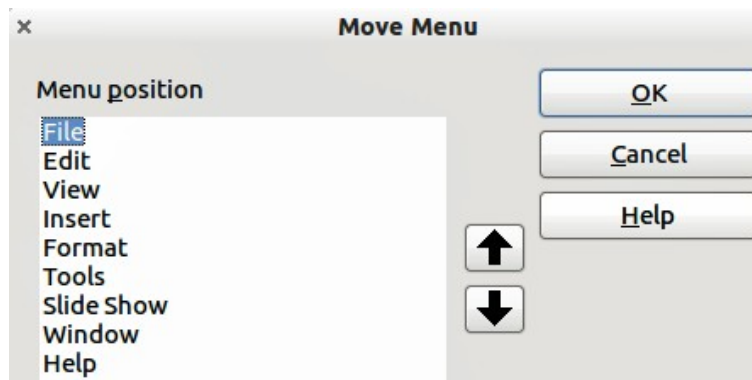 Move Menu
Menu position
File
Edit
View
Insert
Format
Tools
Slide Show
Window
Help
OK
Cancel
Help